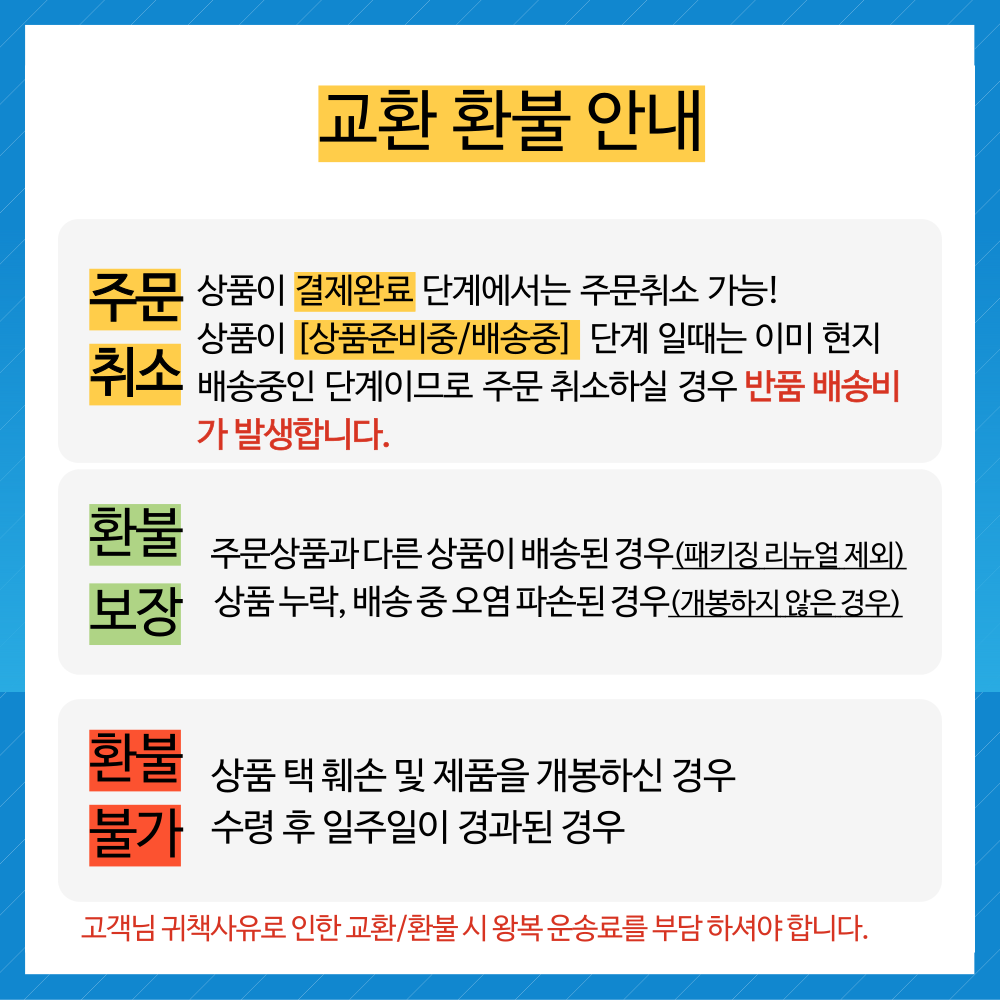 교환 환불 안내
주문
취소
상품이 결제완료 단계에서는 주문취소 가능!
상품이 [상품준비중/배송중] 단계 일때는 이미 현지
배송중인 단계이므로 주문 취소하실 경우 반품 배송비
가 발생합니다.
환불
보장
주문상품과 다른 상품이 배송된 경우(패키징 리뉴얼 제외)
상품 누락, 배송 중 오염 파손된 경우(개봉하지 않은 경우)
환불
불가
상품 택 훼손 및 제품을 개봉하신 경우
수령 후 일주일이 경과된 경우
고객님 귀책사유로 인한 교환/환불 시 왕복 운송료를 부담 하셔야 합니다.